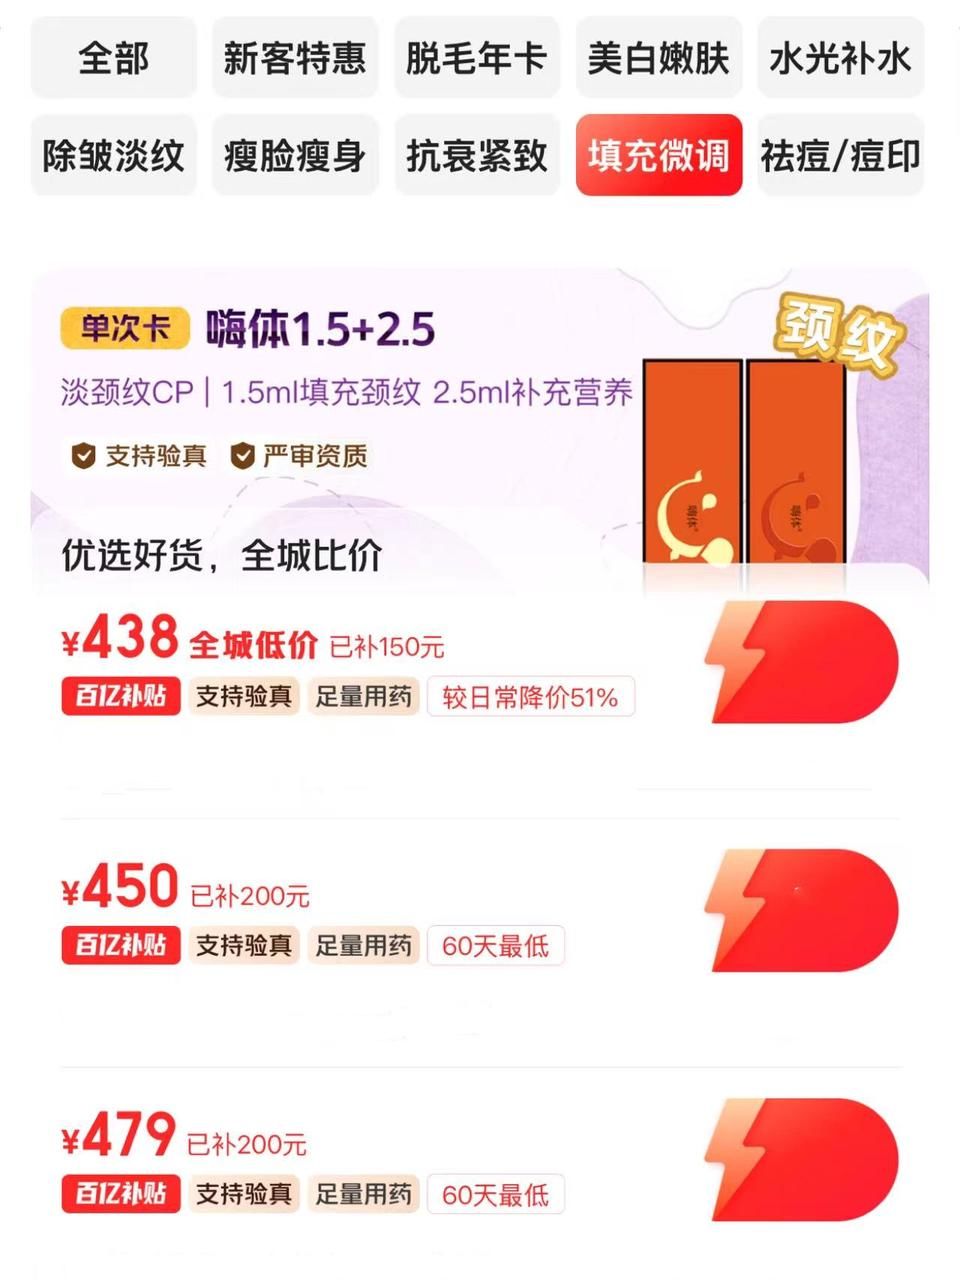 全部 新客特惠 脱毛年卡 美白嫩肤 水光补水
除皱淡纹 瘦脸瘦身 抗衰紧致 填充微调 祛痘/痘印
单次卡 嗨体1.5+2.5
颈纹
淡颈纹CP | 1.5ml填充颈纹 2.5ml补充营养
支持验真 严审资质
嗨体 嗨体
优选好货，全城比价
¥438 全城低价 已补150元
百亿补贴 支持验真 足量用药 较日常降价51%
¥450 已补200元
百亿补贴 支持验真 足量用药 60天最低
¥479 已补200元
百亿补贴 支持验真 足量用药 60天最低